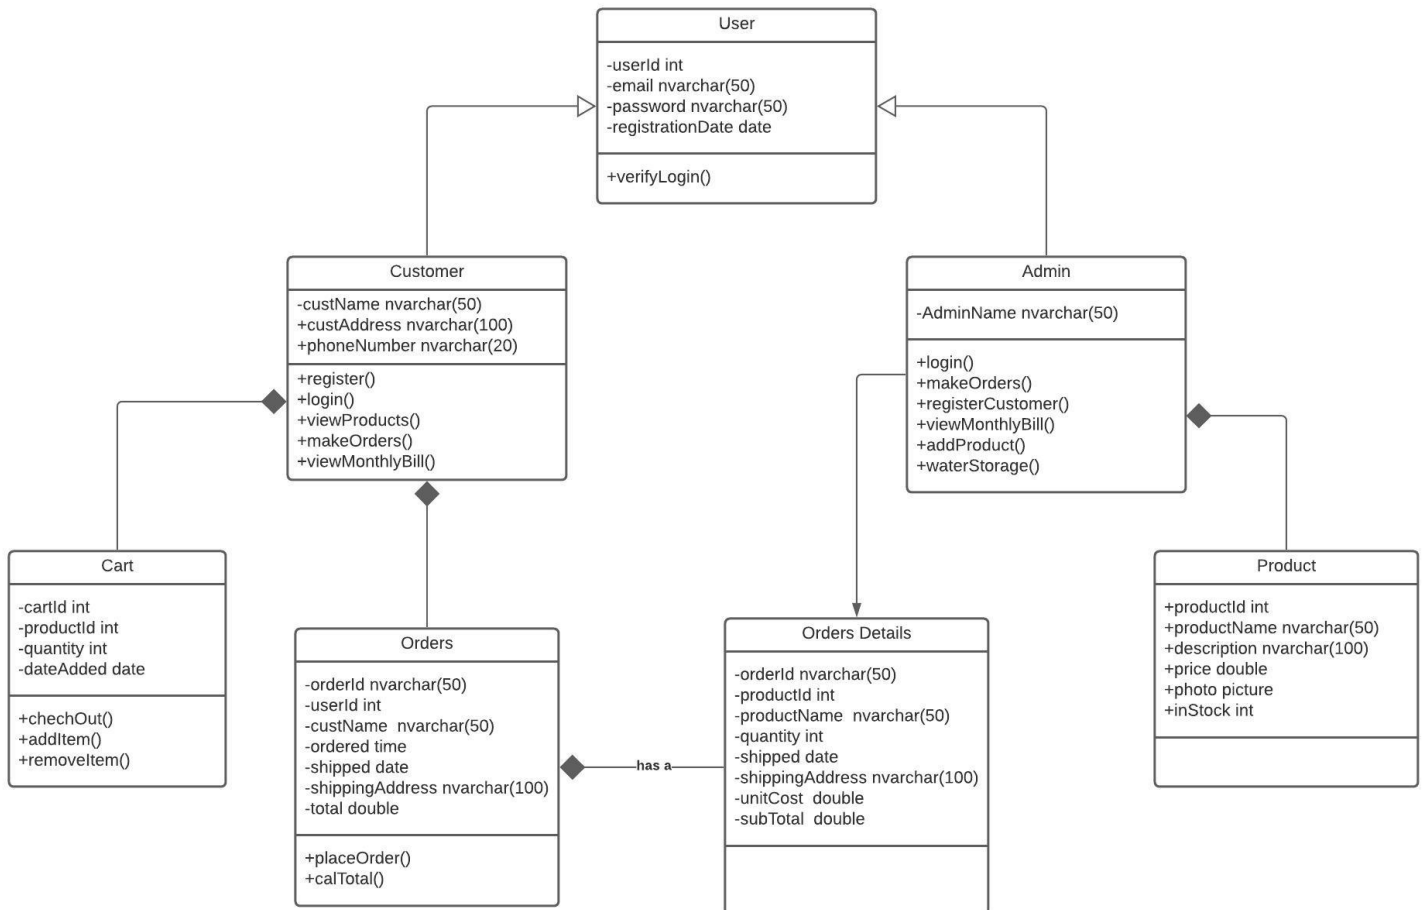 User
-userId int
-email nvarchar(50)
-password nvarchar(50)
-registrationDate date
+verifyLogin()
Customer
-custName nvarchar(50)
+custAddress nvarchar(100)
+phoneNumber nvarchar(20)
+register()
+login()
+viewProducts()
+makeOrders()
+viewMonthlyBill()
Admin
-AdminName nvarchar(50)
+login()
+makeOrders()
+registerCustomer()
+viewMonthlyBill()
+addProduct()
+waterStorage()
Cart
-cartId int
-productId int
-quantity int
-dateAdded date
+chechOut()
+addItem()
+removeItem()
Orders
-orderId nvarchar(50)
-userId int
-custName  nvarchar(50)
-ordered time
-shipped date
-shippingAddress nvarchar(100)
-total double
+placeOrder()
+calTotal()
has a
Orders Details
-orderId nvarchar(50)
-productId int
-productName  nvarchar(50)
-quantity int
-shipped date
-shippingAddress nvarchar(100)
-unitCost  double
-subTotal  double
Product
+productId int
+productName nvarchar(50)
+description nvarchar(100)
+price double
+photo picture
+inStock int